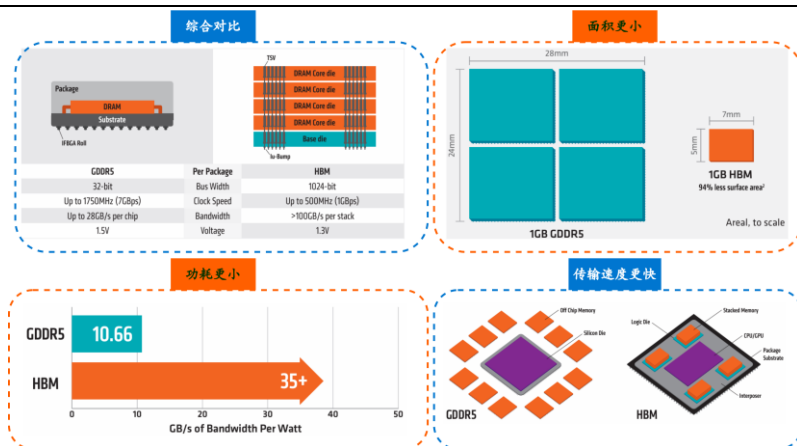 综合对比
面积更小
TSV
Package
DRAM
Substrate
IFBGA Roll
DRAM Core die
DRAM Core die
DRAM Core die
DRAM Core die
Base die
lu-Bump
GDDR5 Per Package HBM
32-bit Bus Width 1024-bit
Up to 1750MHz (7GBps) Clock Speed Up to 500MHz (1GBps)
Up to 28GB/s per chip Bandwidth >100GB/s per stack
1.5V Voltage 1.3V
28mm
24mm
7mm
5mm
1GB HBM
94% less surface area²
1GB GDDR5
Areal, to scale
功耗更小
传输速度更快
GDDR5 10.66
HBM 35+
0 10 20 30 40 50
GB/s of Bandwidth Per Watt
Off Chip Memory
Silicon Die
GDDR5
Stacked Memory
Logic Die
CPU/GPU
Package
Substrate
Interposer
HBM